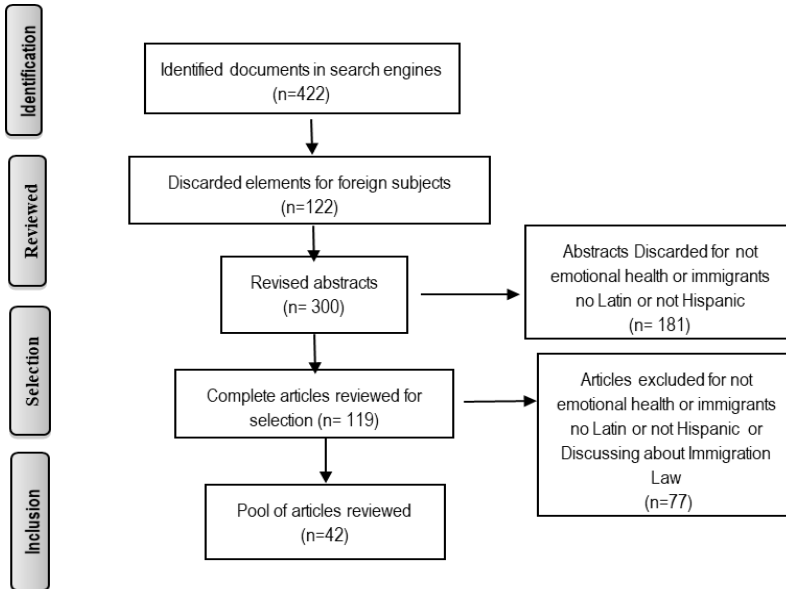 Identification
Identified documents in search engines
(n=422)
Reviewed
Discarded elements for foreign subjects
(n=122)
Revised abstracts
(n= 300)
Abstracts Discarded for not
emotional health or immigrants
no Latin or not Hispanic
(n= 181)
Selection
Complete articles reviewed for
selection (n= 119)
Articles excluded for not
emotional health or immigrants
no Latin or not Hispanic or
Discussing about Immigration
Law
(n=77)
Inclusion
Pool of articles reviewed
(n=42)